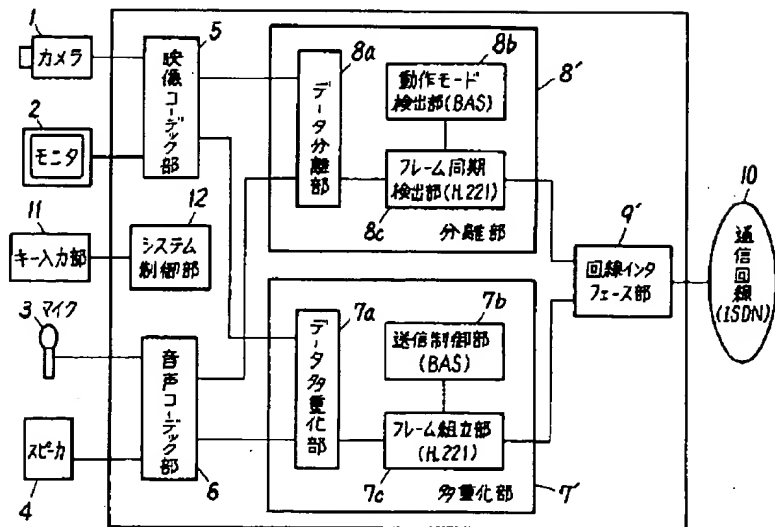 1
カメラ
2
モニタ
11
キー入力部
3 マイク
スピーカ
4
5
映像コーデック部
12
システム
制御部
音声コーデック部
6
8a
データ分離部
8b
動作モード
検出部(BAS)
フレーム同期
検出部(H.221)
8c
分離部
8'
7a
データ多重化部
7b
送信制御部
(BAS)
フレーム組立部
(H.221)
7c
多重化部
7'
9'
回線インタ
フェース部
10
通信回線(ISDN)